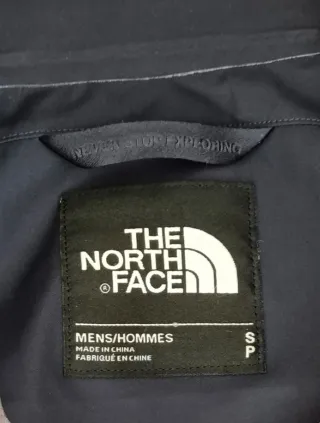 NEVER STOP EXPLORING
THE
NORTH
FACE
®
MENS/HOMMES
S
MADE IN CHINA
P
FABRIQUÉ EN CHINE